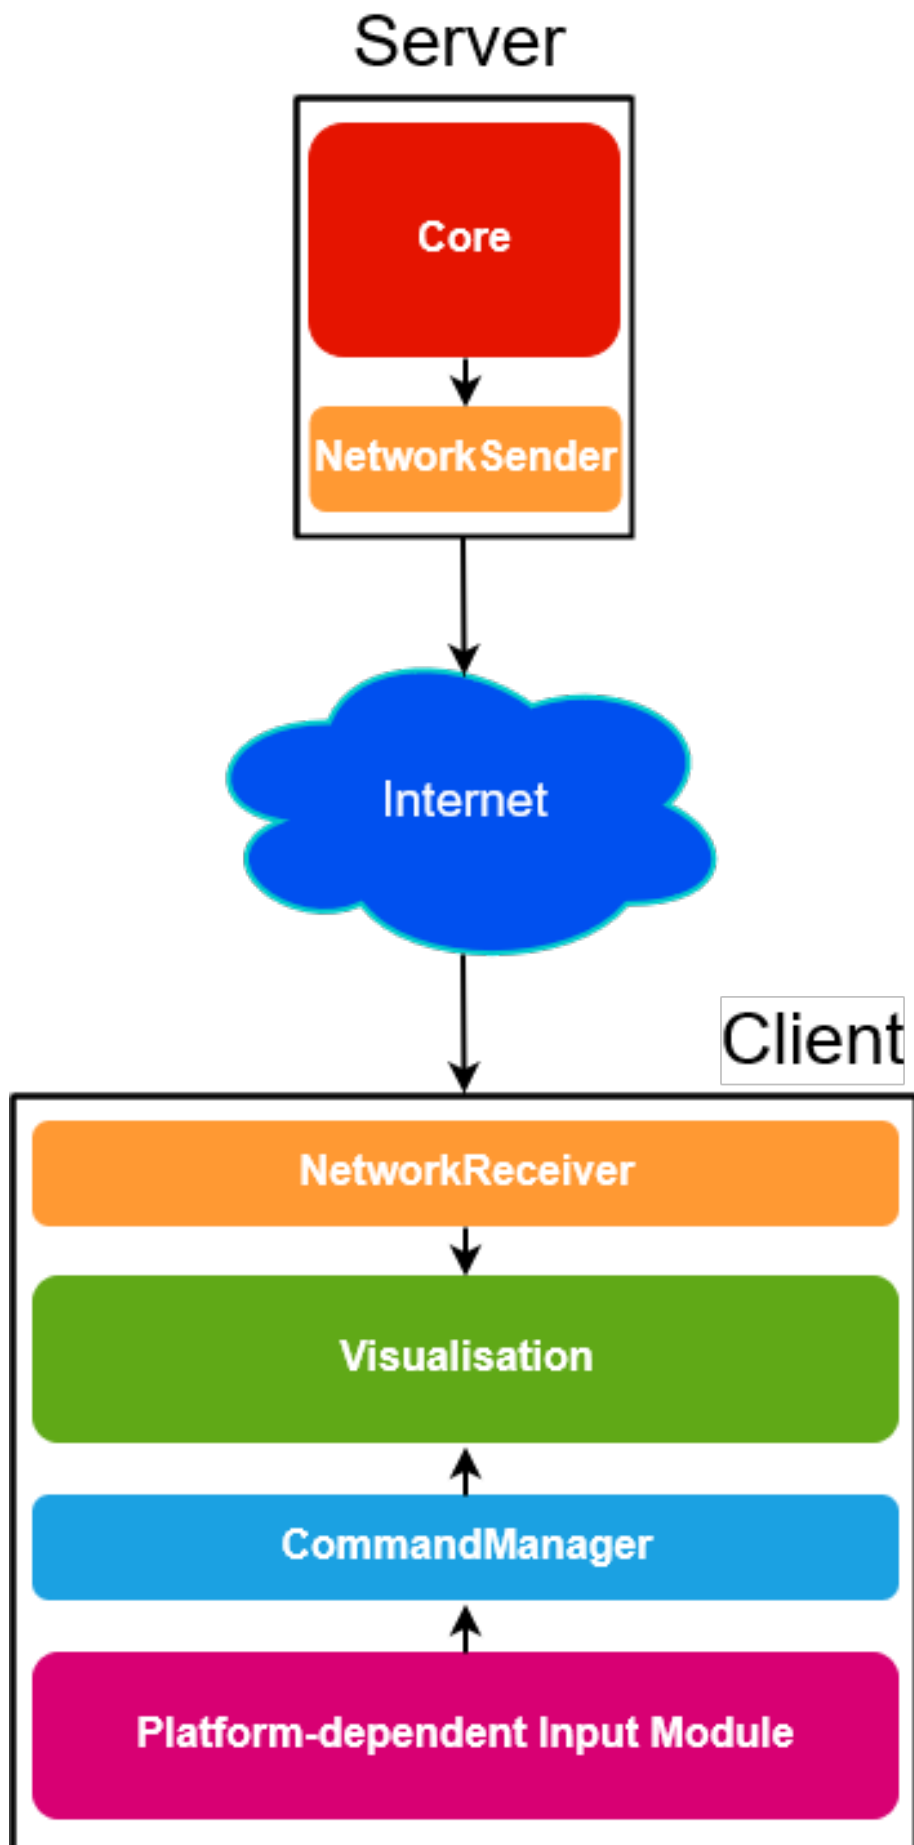 Server
Core
NetworkSender
Internet
Client
NetworkReceiver
Visualisation
CommandManager
Platform-dependent Input Module